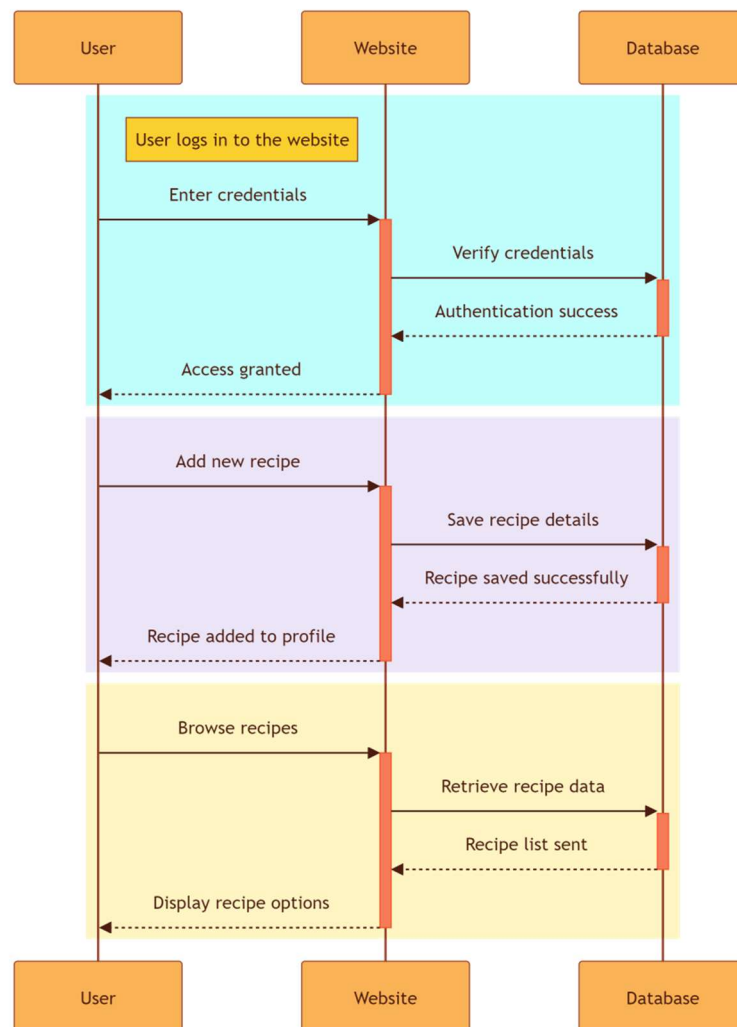 User
Website
Database
User logs in to the website
Enter credentials
Verify credentials
Authentication success
Access granted
Add new recipe
Save recipe details
Recipe saved successfully
Recipe added to profile
Browse recipes
Retrieve recipe data
Recipe list sent
Display recipe options
User
Website
Database